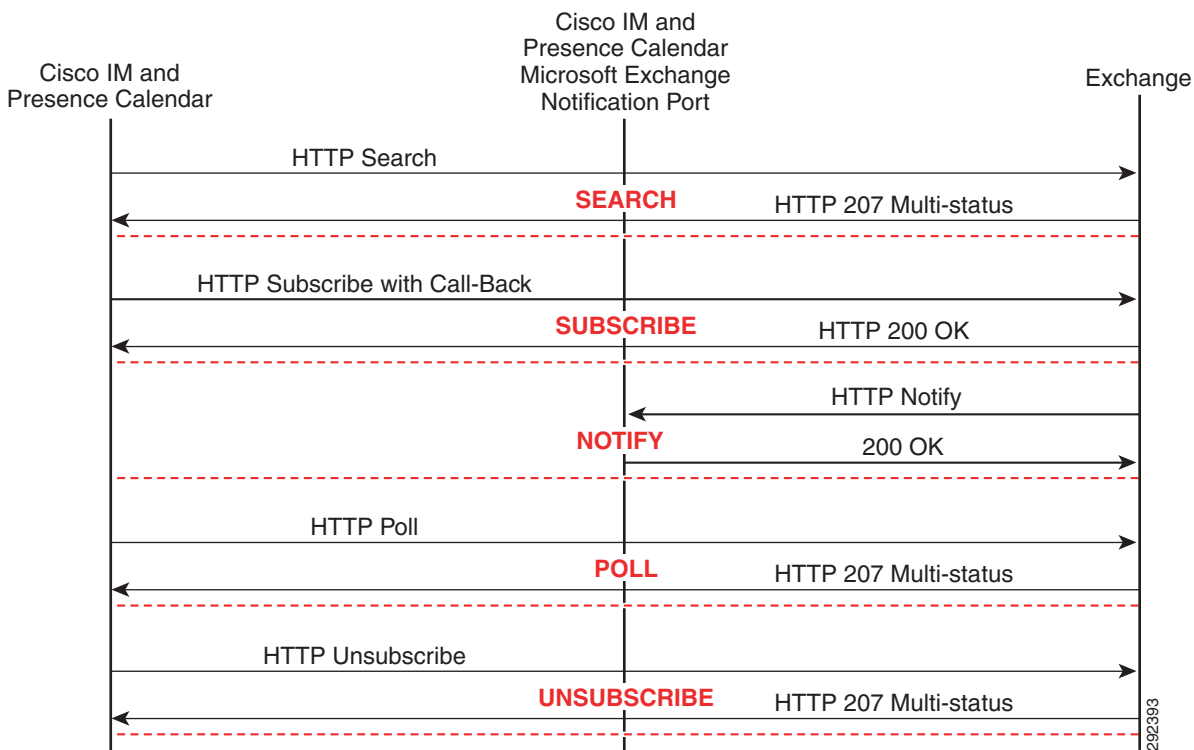 Cisco IM and
Presence Calendar
Cisco IM and
Presence Calendar
Microsoft Exchange
Notification Port
Exchange
HTTP Search
SEARCH
HTTP 207 Multi-status
HTTP Subscribe with Call-Back
SUBSCRIBE
HTTP 200 OK
HTTP Notify
NOTIFY
200 OK
HTTP Poll
POLL
HTTP 207 Multi-status
HTTP Unsubscribe
UNSUBSCRIBE
HTTP 207 Multi-status
292393